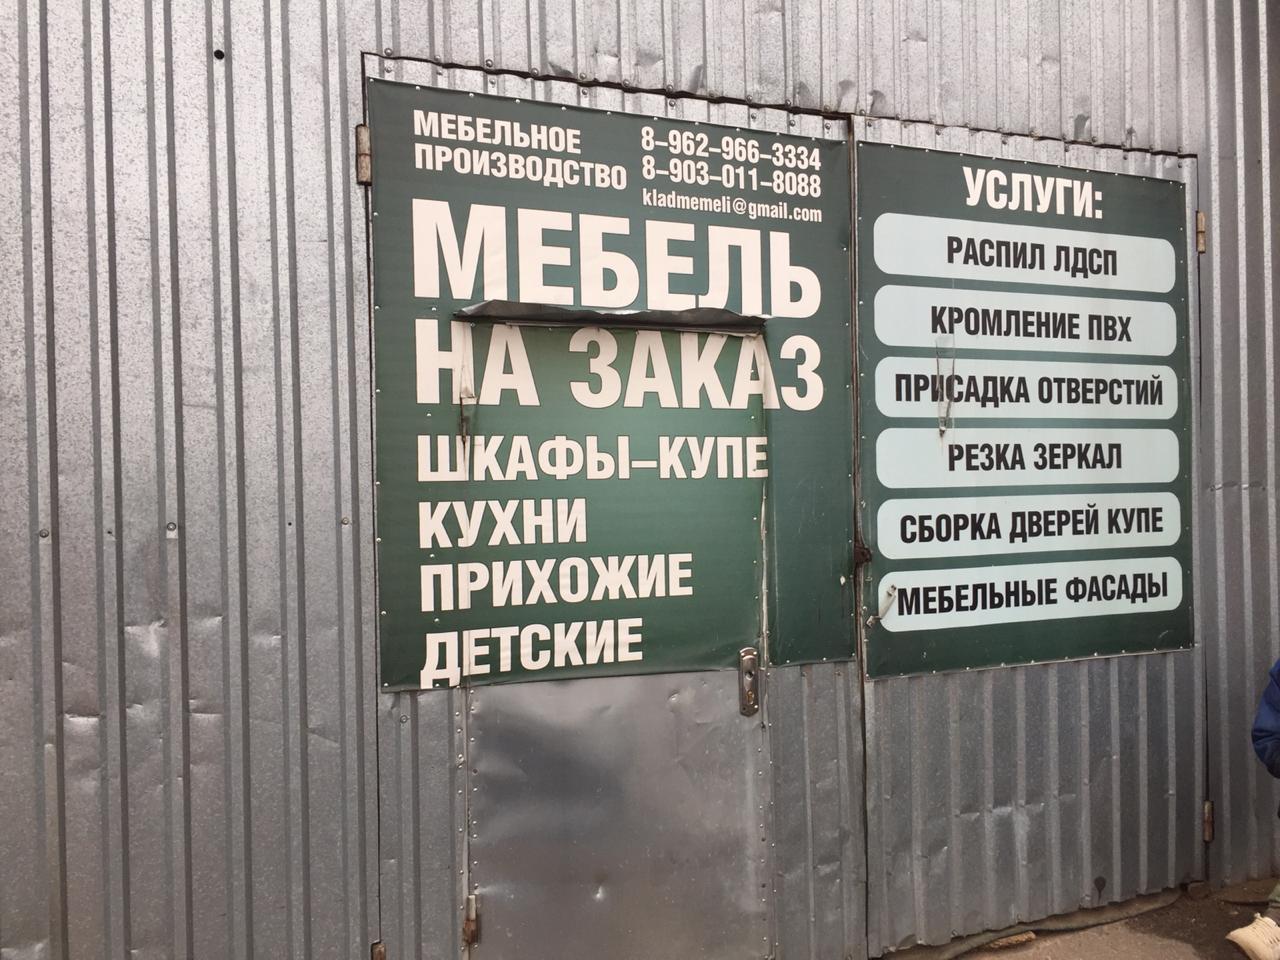 МЕБЕЛЬНОЕ
ПРОИЗВОДСТВО
8-962-966-3334
8-903-011-8088
kladmemeli@gmail.com
МЕБЕЛЬ
НА ЗАКАЗ
ШКАФЫ-КУПЕ
КУХНИ
ПРИХОЖИЕ
ДЕТСКИЕ
УСЛУГИ:
РАСПИЛ ЛДСП
КРОМЛЕНИЕ ПВХ
ПРИСАДКА ОТВЕРСТИЙ
РЕЗКА ЗЕРКАЛ
СБОРКА ДВЕРЕЙ КУПЕ
МЕБЕЛЬНЫЕ ФАСАДЫ